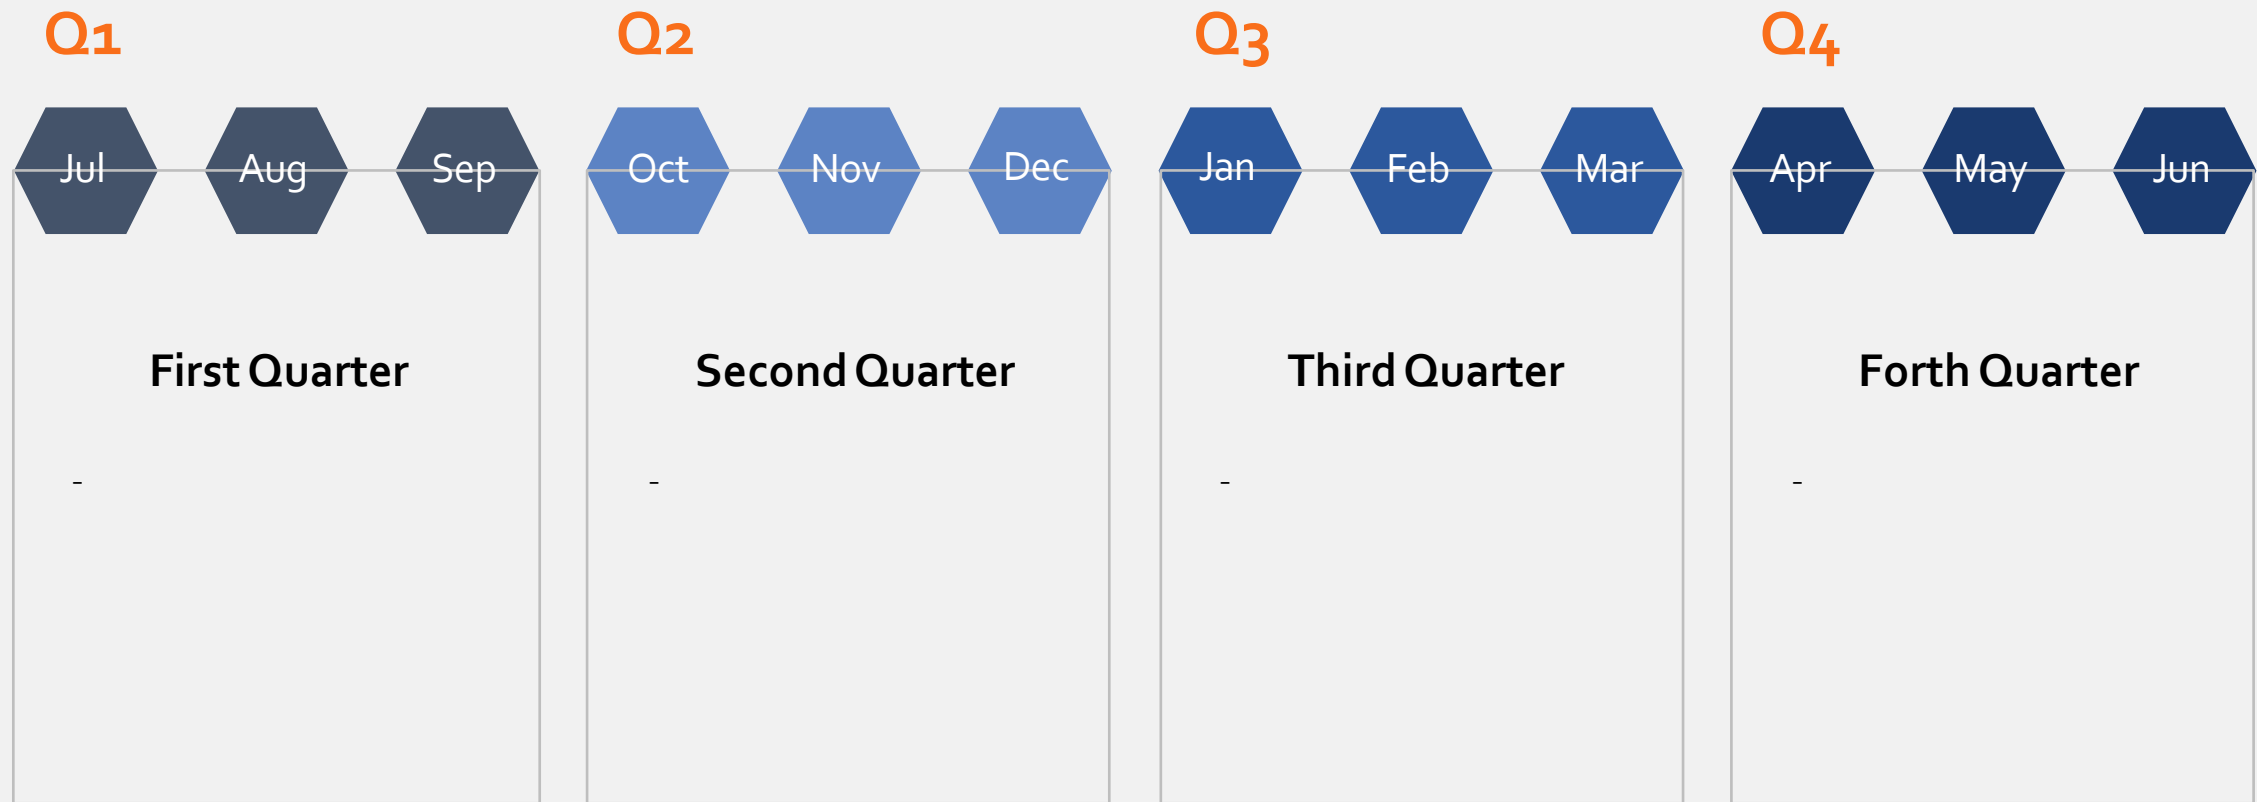 Q1 Q2 Q3 Q4
Jul Aug Sep Oct Nov Dec Jan Feb Mar Apr May Jun
First Quarter Second Quarter Third Quarter Forth Quarter
- - - -